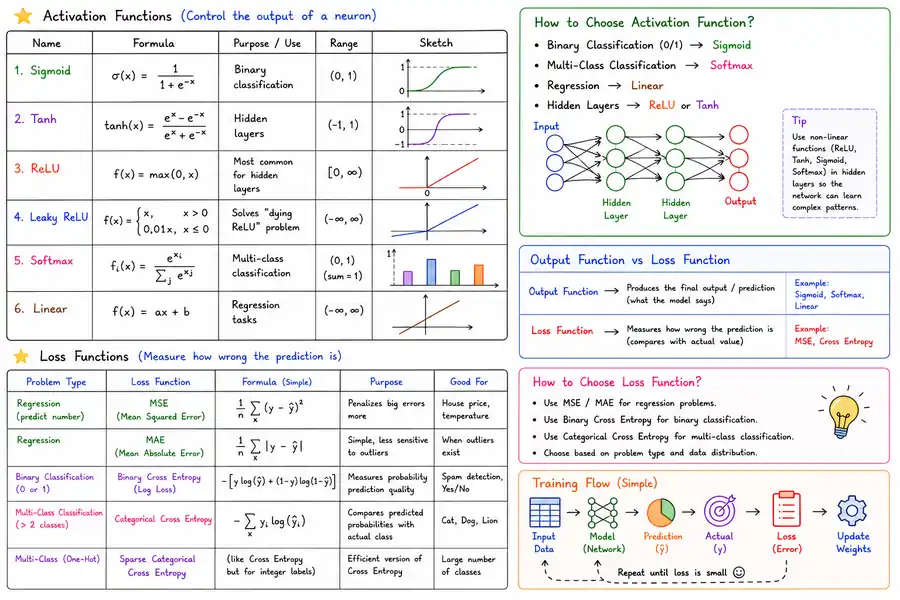 Activation Functions (Control the output of a neuron)
Name Formula Purpose / Use Range Sketch
1. Sigmoid σ(x) = 1 / (1 + e^-x) Binary classification (0, 1) 1 0
2. Tanh tanh(x) = (e^x − e^-x) / (e^x + e^-x) Hidden layers (-1, 1) 1 0 −1
3. ReLU f(x) = max(0, x) Most common for hidden layers [0, ∞) 0
4. Leaky ReLU f(x) = { x, x > 0 0.01x, x ≤ 0 Solves "dying ReLU" problem (-∞, ∞) 0
5. Softmax f_i(x) = e^x_i / ∑_j e^x_j Multi-class classification (0, 1) (sum = 1) 1
6. Linear f(x) = ax + b Regression tasks (-∞, ∞)
Loss Functions (Measure how wrong the prediction is)
Problem Type Loss Function Formula (Simple) Purpose Good For
Regression (predict number) MSE (Mean Squared Error) 1/n ∑_x (y − ŷ)² Penalizes big errors more House price, temperature
Regression MAE (Mean Absolute Error) 1/n ∑_x |y − ŷ| Simple, less sensitive to outliers When outliers exist
Binary Classification (0 or 1) Binary Cross Entropy (Log Loss) −[y log(ŷ) + (1-y) log(1-ŷ)] Measures probability prediction quality Spam detection, Yes/No
Multi-Class Classification (> 2 classes) Categorical Cross Entropy − ∑_x y_i log(ŷ_i) Compares predicted probabilities with actual class Cat, Dog, Lion
Multi-Class (One-Hot) Sparse Categorical Cross Entropy (like Cross Entropy but for integer labels) Efficient version of Cross Entropy Large number of classes
How to Choose Activation Function?
• Binary Classification (0/1) → Sigmoid
• Multi-Class Classification → Softmax
• Regression → Linear
• Hidden Layers → ReLU or Tanh
Input
Hidden Layer
Hidden Layer
Output
Tip
Use non-linear
functions (ReLU,
Tanh, Sigmoid,
Softmax) in hidden
layers so the
network can learn
complex patterns.
Output Function vs Loss Function
Output Function → Produces the final output / prediction (what the model says) Example: Sigmoid, Softmax, Linear
Loss Function → Measures how wrong the prediction is (compares with actual value) Example: MSE, Cross Entropy
How to Choose Loss Function?
• Use MSE / MAE for regression problems.
• Use Binary Cross Entropy for binary classification.
• Use Categorical Cross Entropy for multi-class classification.
• Choose based on problem type and data distribution.
Training Flow (Simple)
Input Data → Model (Network) → Prediction (ŷ) → Actual (y) → Loss (Error) → Update Weights
Repeat until loss is small ☺